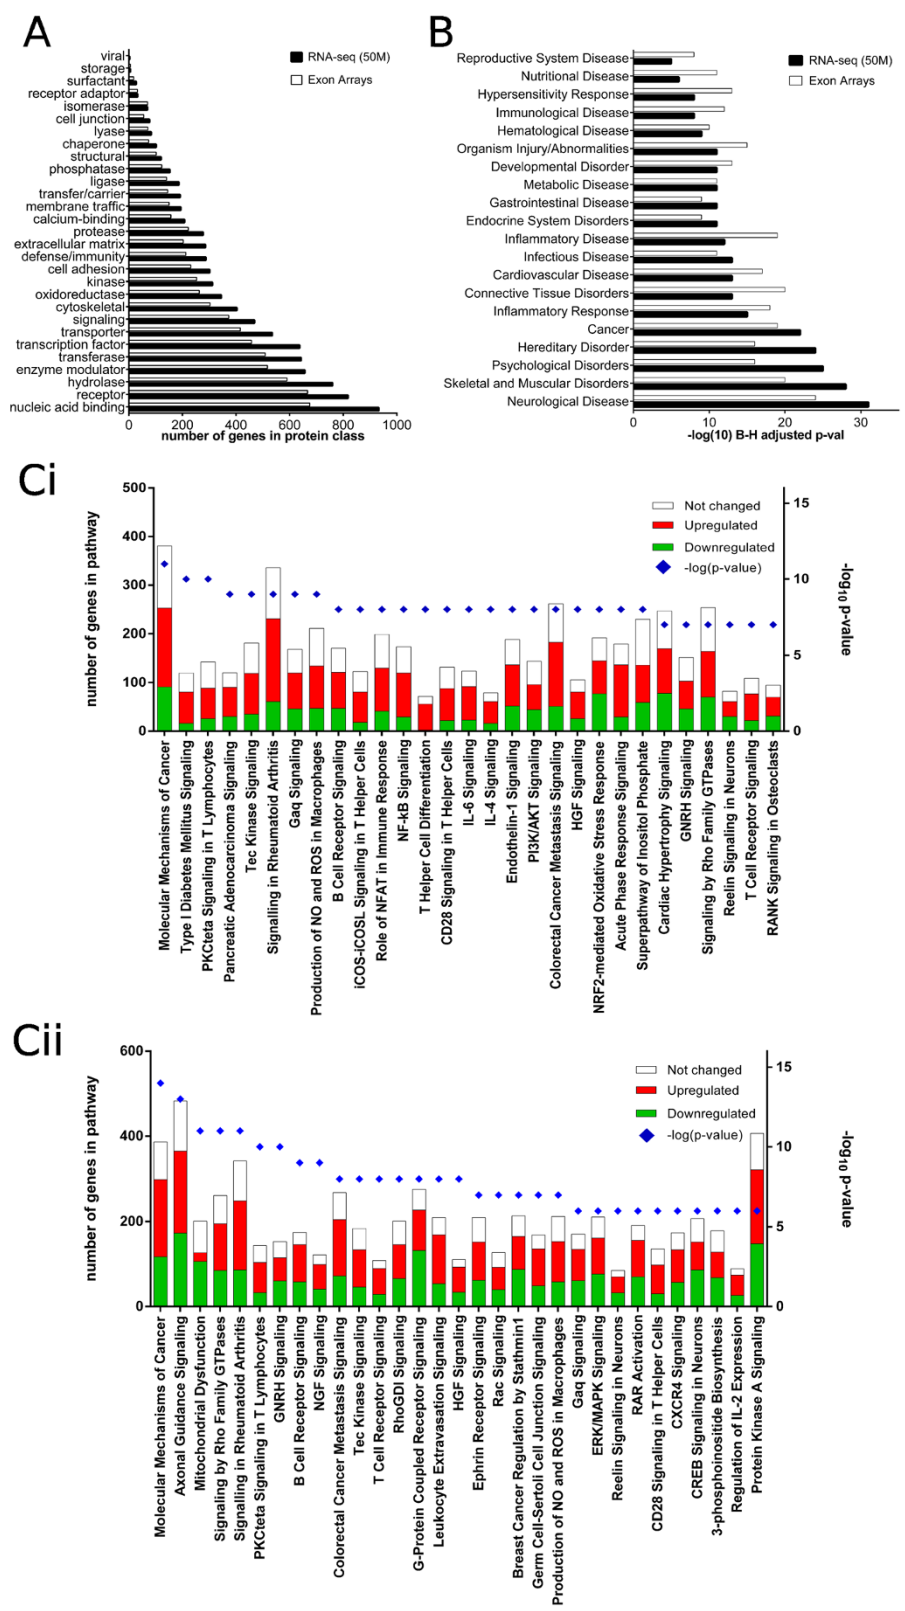 A
RNA-seq (50M)
Exon Arrays
viral
storage
surfactant
receptor adaptor
isomerase
cell junction
lyase
chaperone
structural
phosphatase
ligase
transfer/carrier
membrane traffic
calcium-binding
protease
extracellular matrix
defense/immunity
cell adhesion
kinase
oxidoreductase
cytoskeletal
signaling
transporter
transcription factor
transferase
enzyme modulator
hydrolase
receptor
nucleic acid binding
0 200 400 600 800 1000
number of genes in protein class
B
RNA-seq (50M)
Exon Arrays
Reproductive System Disease
Nutritional Disease
Hypersensitivity Response
Immunological Disease
Hematological Disease
Organism Injury/Abnormalities
Developmental Disorder
Metabolic Disease
Gastrointestinal Disease
Endocrine System Disorders
Inflammatory Disease
Infectious Disease
Cardiovascular Disease
Connective Tissue Disorders
Inflammatory Response
Cancer
Hereditary Disorder
Psychological Disorders
Skeletal and Muscular Disorders
Neurological Disease
0 10 20 30
-log(10) B-H adjusted p-val
Ci
number of genes in pathway
500
400
300
200
100
0
Not changed
Upregulated
Downregulated
-log(p-value)
15
10
5
0
-log10 p-value
Molecular Mechanisms of Cancer
Type I Diabetes Mellitus Signaling
PKCteta Signaling in T Lymphocytes
Pancreatic Adenocarcinoma Signaling
Tec Kinase Signaling
Signalling in Rheumatoid Arthritis
Gaq Signaling
Production of NO and ROS in Macrophages
B Cell Receptor Signaling
iCOS-iCOSL Signaling in T Helper Cells
Role of NFAT in Immune Response
NF-kB Signaling
T Helper Cell Differentiation
CD28 Signaling in T Helper Cells
IL-6 Signaling
IL-4 Signaling
Endothelin-1 Signaling
PI3K/AKT Signaling
Colorectal Cancer Metastasis Signaling
HGF Signaling
NRF2-mediated Oxidative Stress Response
Acute Phase Response Signaling
Superpathway of Inositol Phosphate
Cardiac Hypertrophy Signaling
GNRH Signaling
Signaling by Rho Family GTPases
Reelin Signaling in Neurons
T Cell Receptor Signaling
RANK Signaling in Osteoclasts
Cii
number of genes in pathway
600
400
200
0
Not changed
Upregulated
Downregulated
-log(p-value)
15
10
5
0
-log10 p-value
Molecular Mechanisms of Cancer
Axonal Guidance Signaling
Mitochondrial Dysfunction
Signaling by Rho Family GTPases
Signalling in Rheumatoid Arthritis
PKCteta Signaling in T Lymphocytes
GNRH Signaling
B Cell Receptor Signaling
NGF Signaling
Colorectal Cancer Metastasis Signaling
Tec Kinase Signaling
T Cell Receptor Signaling
RhoGDI Signaling
G-Protein Coupled Receptor Signaling
Leukocyte Extravasation Signaling
HGF Signaling
Ephrin Receptor Signaling
Rac Signaling
Breast Cancer Regulation by Stathmin1
Germ Cell-Sertoli Cell Junction Signaling
Production of NO and ROS in Macrophages
Gaq Signaling
ERK/MAPK Signaling
Reelin Signaling in Neurons
RAR Activation
CD28 Signaling in T Helper Cells
CXCR4 Signaling
CREB Signaling in Neurons
3-phosphoinositide Biosynthesis
Regulation of IL-2 Expression
Protein Kinase A Signaling